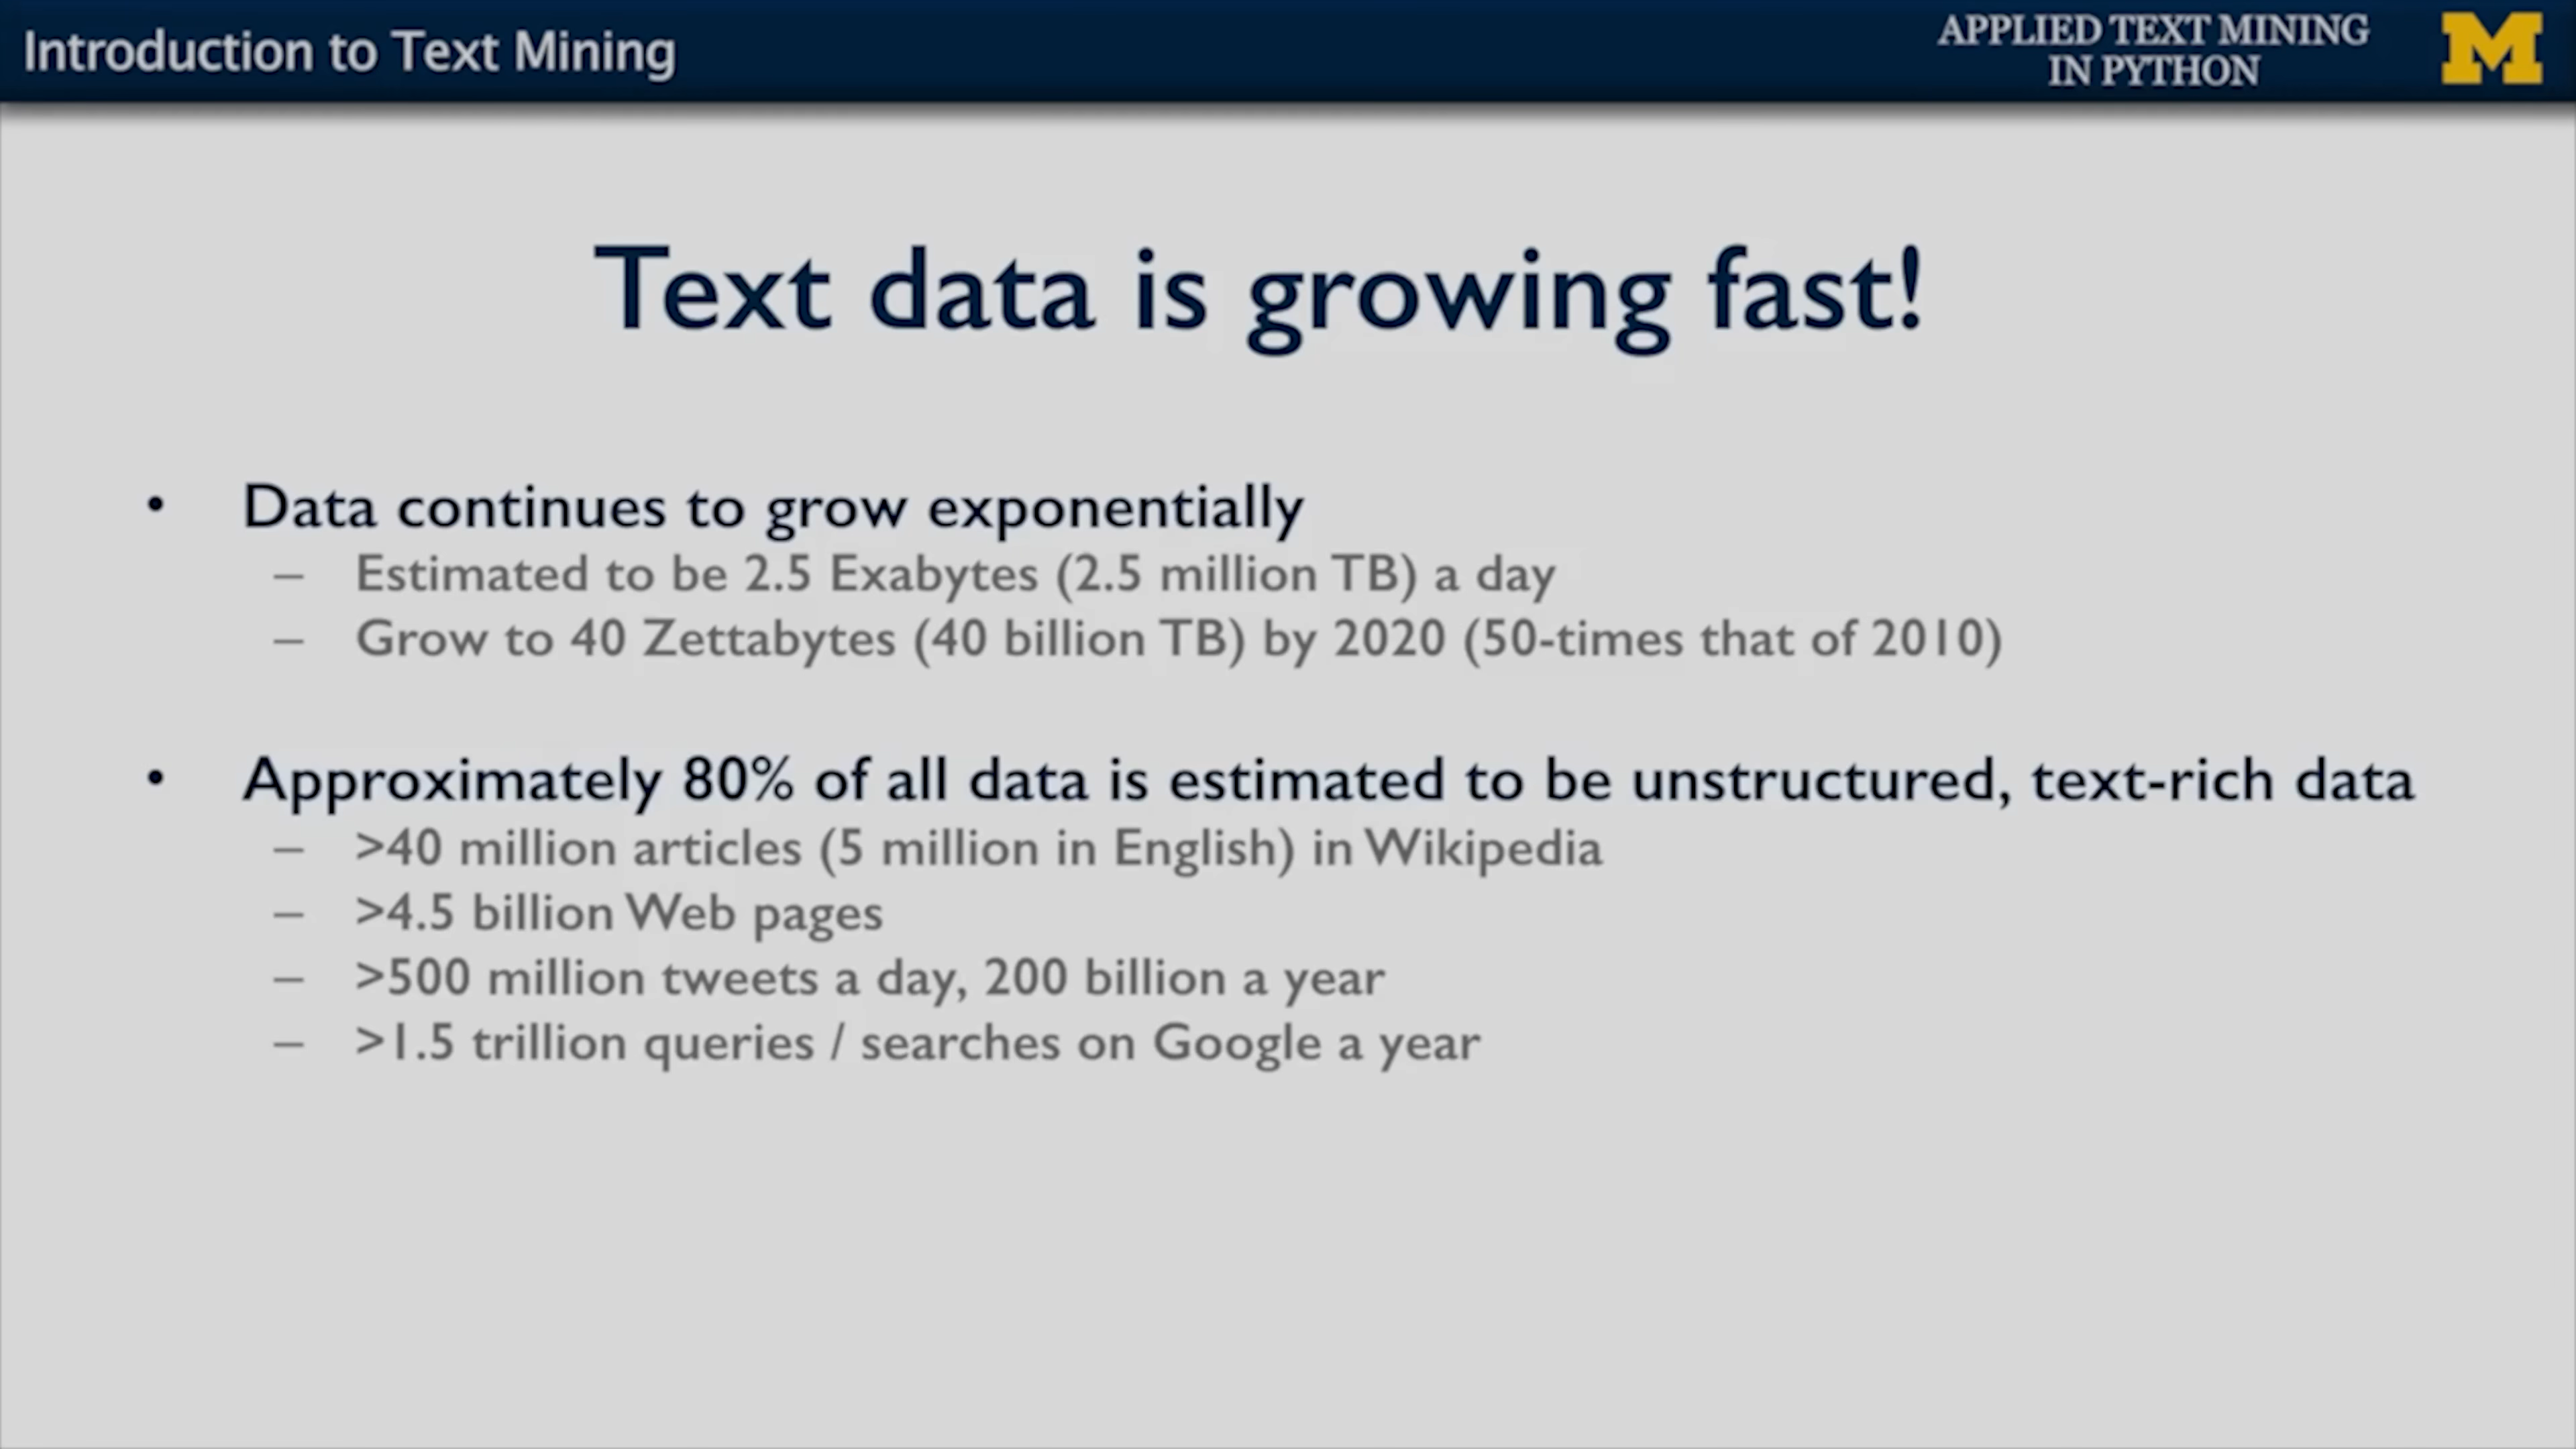 Introduction to Text Mining
APPLIED TEXT MINING
IN PYTHON
M
Text data is growing fast!
• Data continues to grow exponentially
– Estimated to be 2.5 Exabytes (2.5 million TB) a day
– Grow to 40 Zettabytes (40 billion TB) by 2020 (50-times that of 2010)
• Approximately 80% of all data is estimated to be unstructured, text-rich data
– >40 million articles (5 million in English) in Wikipedia
– >4.5 billion Web pages
– >500 million tweets a day, 200 billion a year
– >1.5 trillion queries / searches on Google a year